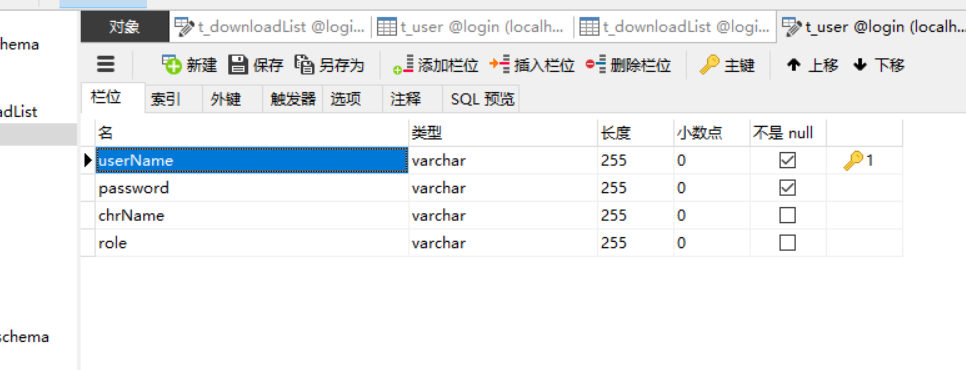 对象 t_downloadList @logi... t_user @login (localh... t_downloadList @logi... t_user @login (localh...
hema
新建 保存 另存为 添加栏位 插入栏位 删除栏位 主键 上移 下移
栏位 索引 外键 触发器 选项 注释 SQL 预览
adList
名 类型 长度 小数点 不是 null
userName varchar 255 0 1
password varchar 255 0
chrName varchar 255 0
role varchar 255 0
schema